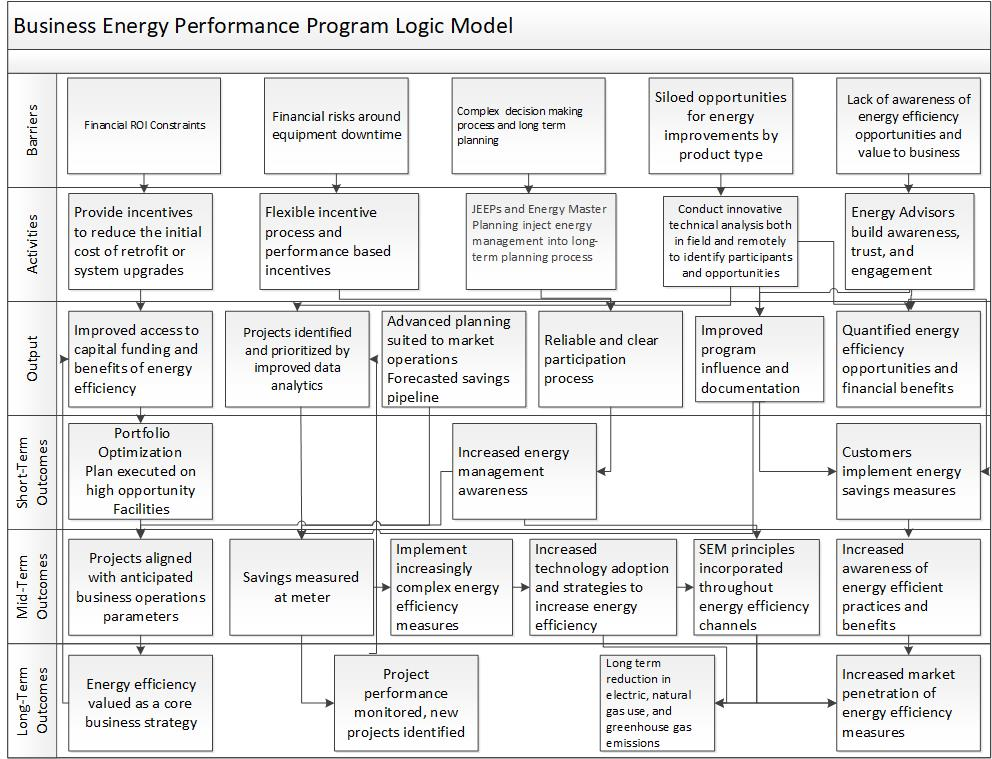 Business Energy Performance Program Logic Model
Barriers
Financial ROI Constraints
Financial risks around
equipment downtime
Complex decision making
process and long term
planning
Siloed opportunities
for energy
improvements by
product type
Lack of awareness of
energy efficiency
opportunities and
value to business
Activities
Provide incentives
to reduce the initial
cost of retrofit or
system upgrades
Flexible incentive
process and
performance based
incentives
JEEPs and Energy Master
Planning inject energy
management into long-
term planning process
Conduct innovative
technical analysis both
in field and remotely
to identify participants
and opportunities
Energy Advisors
build awareness,
trust, and
engagement
Output
Improved access to
capital funding and
benefits of energy
efficiency
Projects identified
and prioritized by
improved data
analytics
Advanced planning
suited to market
operations
Forecasted savings
pipeline
Reliable and clear
participation
process
Improved
program
influence and
documentation
Quantified energy
efficiency
opportunities and
financial benefits
Short-Term
Outcomes
Portfolio
Optimization
Plan executed on
high opportunity
Facilities
Increased energy
management
awareness
Customers
implement energy
savings measures
Mid-Term
Outcomes
Projects aligned
with anticipated
business operations
parameters
Savings measured
at meter
Implement
increasingly
complex energy
efficiency
measures
Increased
technology adoption
and strategies to
increase energy
efficiency
SEM principles
incorporated
throughout
energy efficiency
channels
Increased
awareness of
energy efficient
practices and
benefits
Long-Term
Outcomes
Energy efficiency
valued as a core
business strategy
Project
performance
monitored, new
projects identified
Long term
reduction in
electric, natural
gas use, and
greenhouse gas
emissions
Increased market
penetration of
energy efficiency
measures